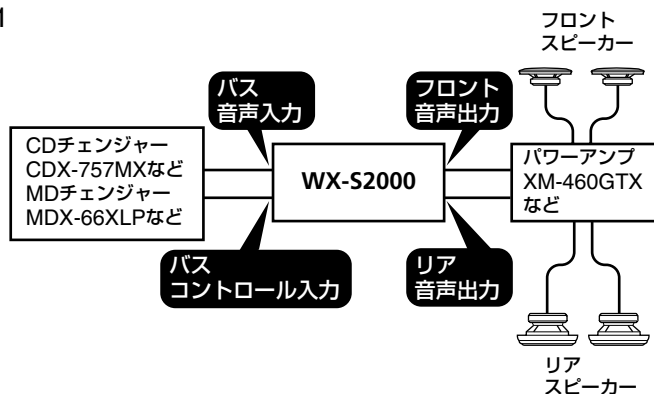 1
フロント
スピーカー
バス
音声入力
フロント
音声出力
CDチェンジャー
CDX-757MXなど
MDチェンジャー
MDX-66XLPなど
WX-S2000
パワーアンプ
XM-460GTX
など
バス
コントロール入力
リア
音声出力
リア
スピーカー